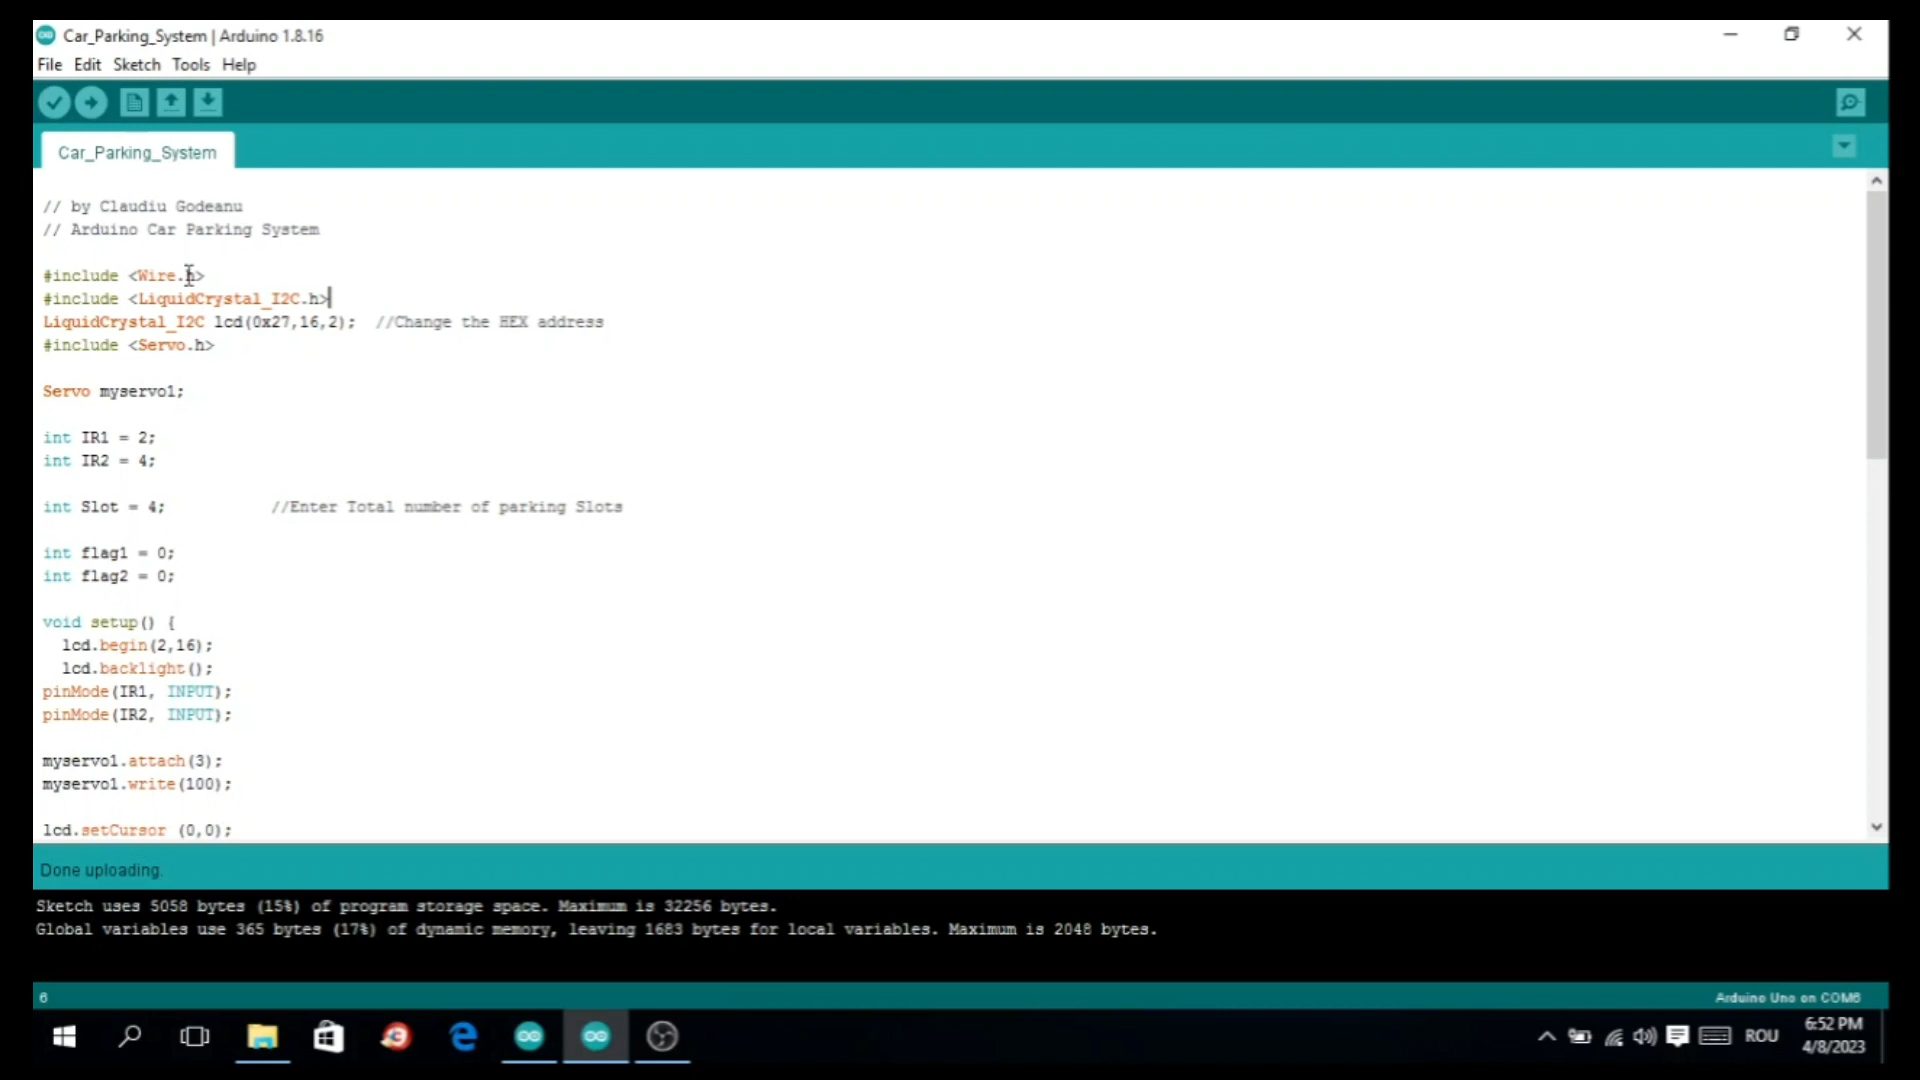 Car_Parking_System | Arduino 1.8.16
File Edit Sketch Tools Help
Car_Parking_System
// by Claudiu Godeanu
// Arduino Car Parking System
#include <Wire.h>
#include <LiquidCrystal_I2C.h>
LiquidCrystal_I2C lcd(0x27,16,2);  //Change the HEX address
#include <Servo.h>
Servo myservo1;
int IR1 = 2;
int IR2 = 4;
int Slot = 4;           //Enter Total number of parking Slots
int flag1 = 0;
int flag2 = 0;
void setup() {
  lcd.begin(2,16);
  lcd.backlight();
pinMode(IR1, INPUT);
pinMode(IR2, INPUT);
myservo1.attach(3);
myservo1.write(100);
lcd.setCursor (0,0);
Done uploading.
Sketch uses 5058 bytes (15%) of program storage space. Maximum is 32256 bytes.
Global variables use 365 bytes (17%) of dynamic memory, leaving 1683 bytes for local variables. Maximum is 2048 bytes.
6 Arduino Uno on COM6
ROU
6:52 PM
4/8/2023